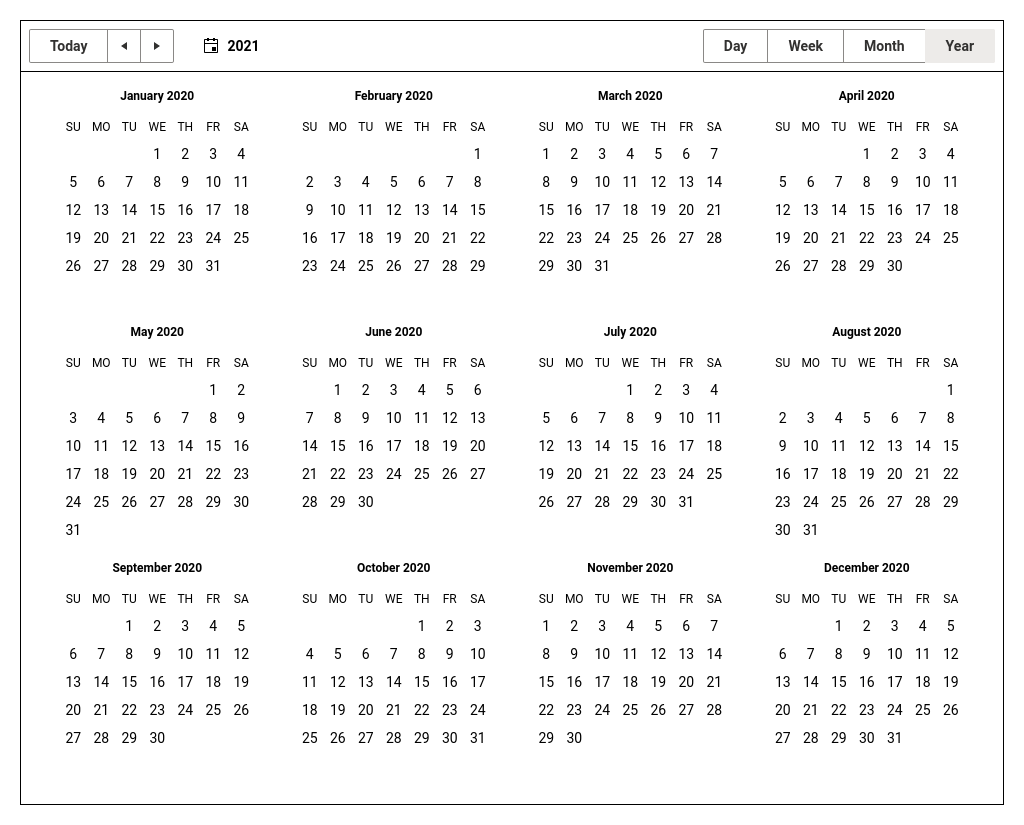 Today 2021 Day Week Month Year
January 2020 February 2020 March 2020 April 2020
SU MO TU WE TH FR SA SU MO TU WE TH FR SA SU MO TU WE TH FR SA SU MO TU WE TH FR SA
1 2 3 4 1 1 2 3 4 5 6 7 1 2 3 4
5 6 7 8 9 10 11 2 3 4 5 6 7 8 8 9 10 11 12 13 14 5 6 7 8 9 10 11
12 13 14 15 16 17 18 9 10 11 12 13 14 15 15 16 17 18 19 20 21 12 13 14 15 16 17 18
19 20 21 22 23 24 25 16 17 18 19 20 21 22 22 23 24 25 26 27 28 19 20 21 22 23 24 25
26 27 28 29 30 31 23 24 25 26 27 28 29 29 30 31 26 27 28 29 30
May 2020 June 2020 July 2020 August 2020
SU MO TU WE TH FR SA SU MO TU WE TH FR SA SU MO TU WE TH FR SA SU MO TU WE TH FR SA
1 2 1 2 3 4 5 6 1 2 3 4 1
3 4 5 6 7 8 9 7 8 9 10 11 12 13 5 6 7 8 9 10 11 2 3 4 5 6 7 8
10 11 12 13 14 15 16 14 15 16 17 18 19 20 12 13 14 15 16 17 18 9 10 11 12 13 14 15
17 18 19 20 21 22 23 21 22 23 24 25 26 27 19 20 21 22 23 24 25 16 17 18 19 20 21 22
24 25 26 27 28 29 30 28 29 30 26 27 28 29 30 31 23 24 25 26 27 28 29
31 30 31
September 2020 October 2020 November 2020 December 2020
SU MO TU WE TH FR SA SU MO TU WE TH FR SA SU MO TU WE TH FR SA SU MO TU WE TH FR SA
1 2 3 4 5 1 2 3 1 2 3 4 5 6 7 1 2 3 4 5
6 7 8 9 10 11 12 4 5 6 7 8 9 10 8 9 10 11 12 13 14 6 7 8 9 10 11 12
13 14 15 16 17 18 19 11 12 13 14 15 16 17 15 16 17 18 19 20 21 13 14 15 16 17 18 19
20 21 22 23 24 25 26 18 19 20 21 22 23 24 22 23 24 25 26 27 28 20 21 22 23 24 25 26
27 28 29 30 25 26 27 28 29 30 31 29 30 27 28 29 30 31